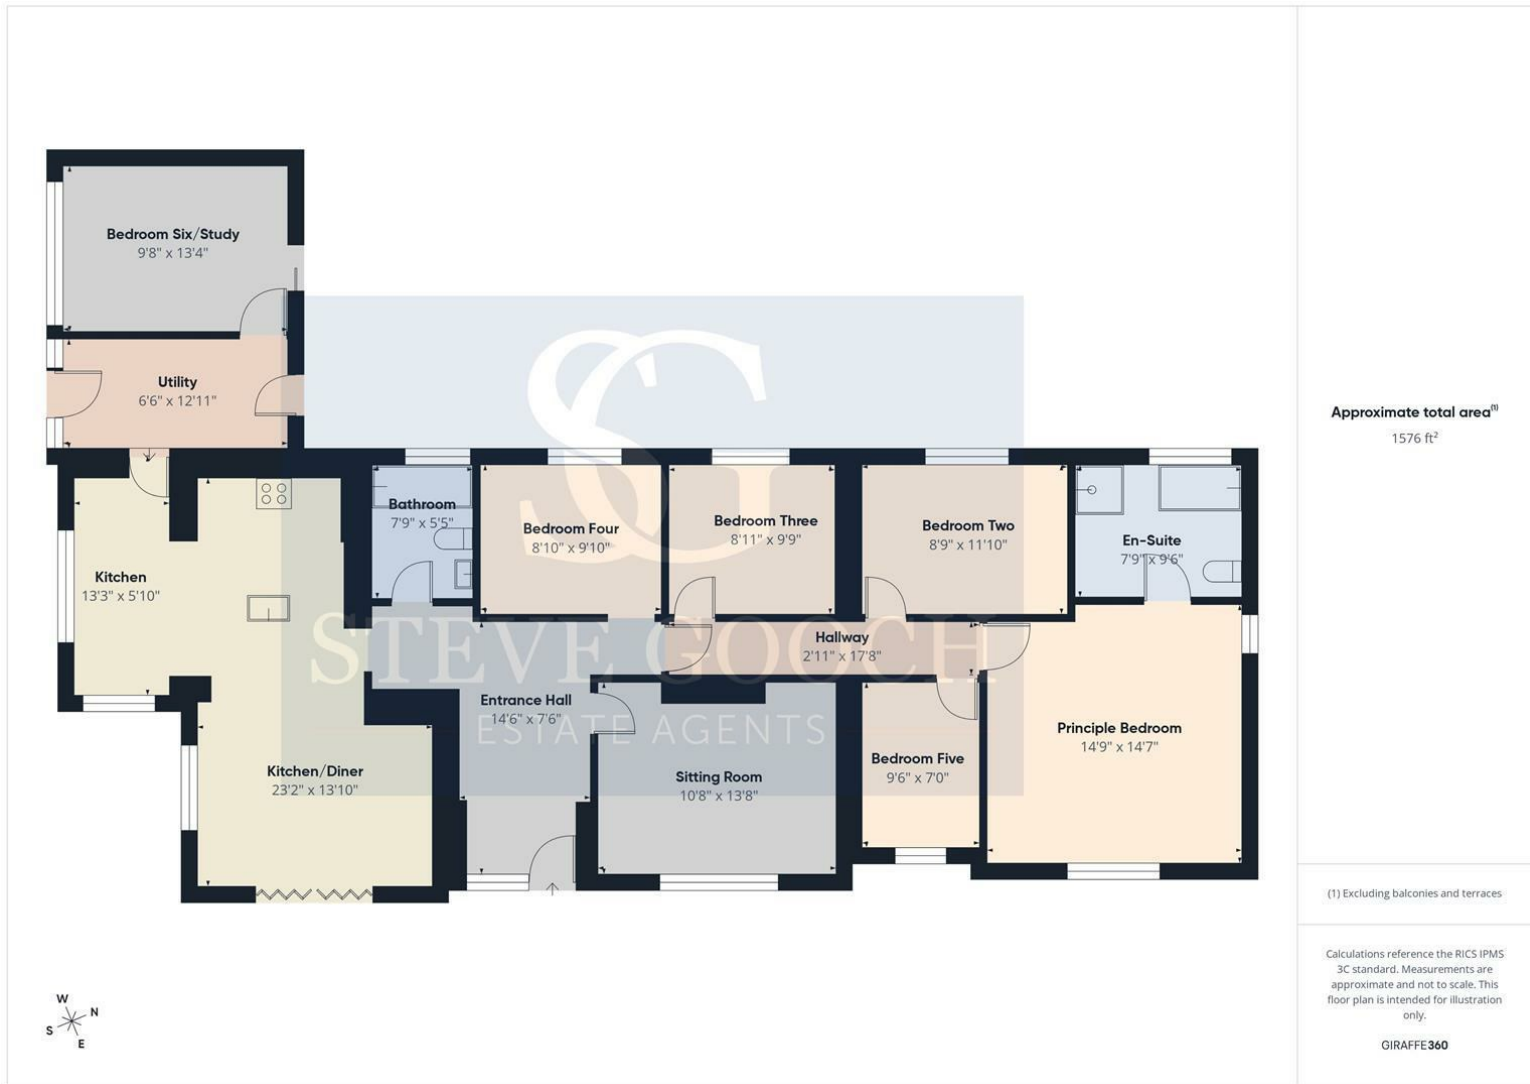 Bedroom Six/Study
9'8" x 13'4"
Utility
6'6" x 12'11"
Kitchen
13'3" x 5'10"
Kitchen/Diner
23'2" x 13'10"
Bathroom
7'9" x 5'5"
Bedroom Four
8'10" x 9'10"
Bedroom Three
8'11" x 9'9"
Bedroom Two
8'9" x 11'10"
En-Suite
7'9" x 9'6"
Hallway
2'11" x 17'8"
Entrance Hall
14'6" x 7'6"
Sitting Room
10'8" x 13'8"
Bedroom Five
9'6" x 7'0"
Principle Bedroom
14'9" x 14'7"
SG
STEVE GOOCH
ESTATE AGENTS
W
N
S
E
Approximate total area(1)
1576 ft²
(1) Excluding balconies and terraces
Calculations reference the RICS IPMS
3C standard. Measurements are
approximate and not to scale. This
floor plan is intended for illustration
only.
GIRAFFE360